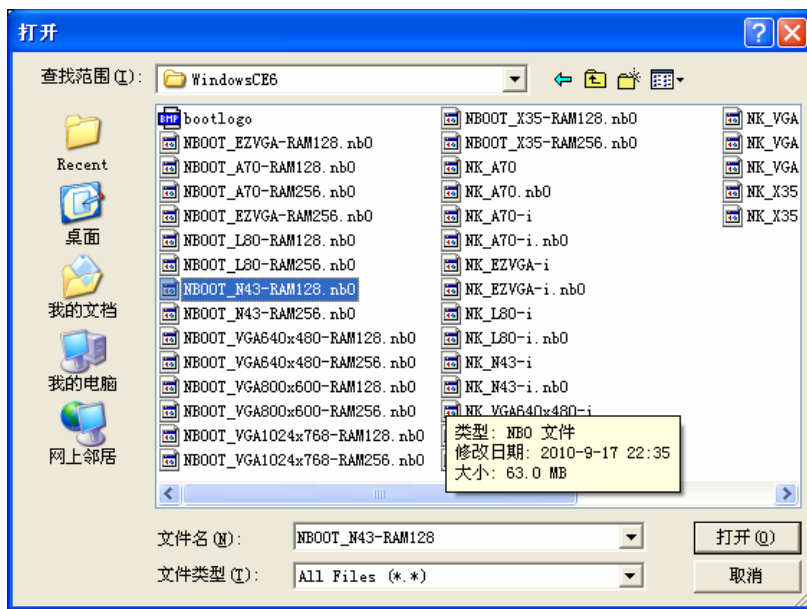 打开
查找范围(I):
WindowsCE6
Recent
桌面
我的文档
我的电脑
网上邻居
bootlogo
NBOOT_EZVGA-RAM128.nb0
NBOOT_A70-RAM128.nb0
NBOOT_A70-RAM256.nb0
NBOOT_EZVGA-RAM256.nb0
NBOOT_L80-RAM128.nb0
NBOOT_L80-RAM256.nb0
NBOOT_N43-RAM128.nb0
NBOOT_N43-RAM256.nb0
NBOOT_VGA640x480-RAM128.nb0
NBOOT_VGA640x480-RAM256.nb0
NBOOT_VGA800x600-RAM128.nb0
NBOOT_VGA800x600-RAM256.nb0
NBOOT_VGA1024x768-RAM128.nb0
NBOOT_VGA1024x768-RAM256.nb0
NBOOT_X35-RAM128.nb0
NBOOT_X35-RAM256.nb0
NK_A70
NK_A70.nb0
NK_A70-i
NK_A70-i.nb0
NK_EZVGA-i
NK_EZVGA-i.nb0
NK_L80-i
NK_L80-i.nb0
NK_N43-i
NK_N43-i.nb0
NK_VGA640x480-i
NK_VGA
NK_VGA
NK_VGA
NK_X35
NK_X35
类型: NB0 文件
修改日期: 2010-9-17 22:35
大小: 63.0 MB
文件名(N):
NBOOT_N43-RAM128
打开(O)
文件类型(T):
All Files (*.*)
取消